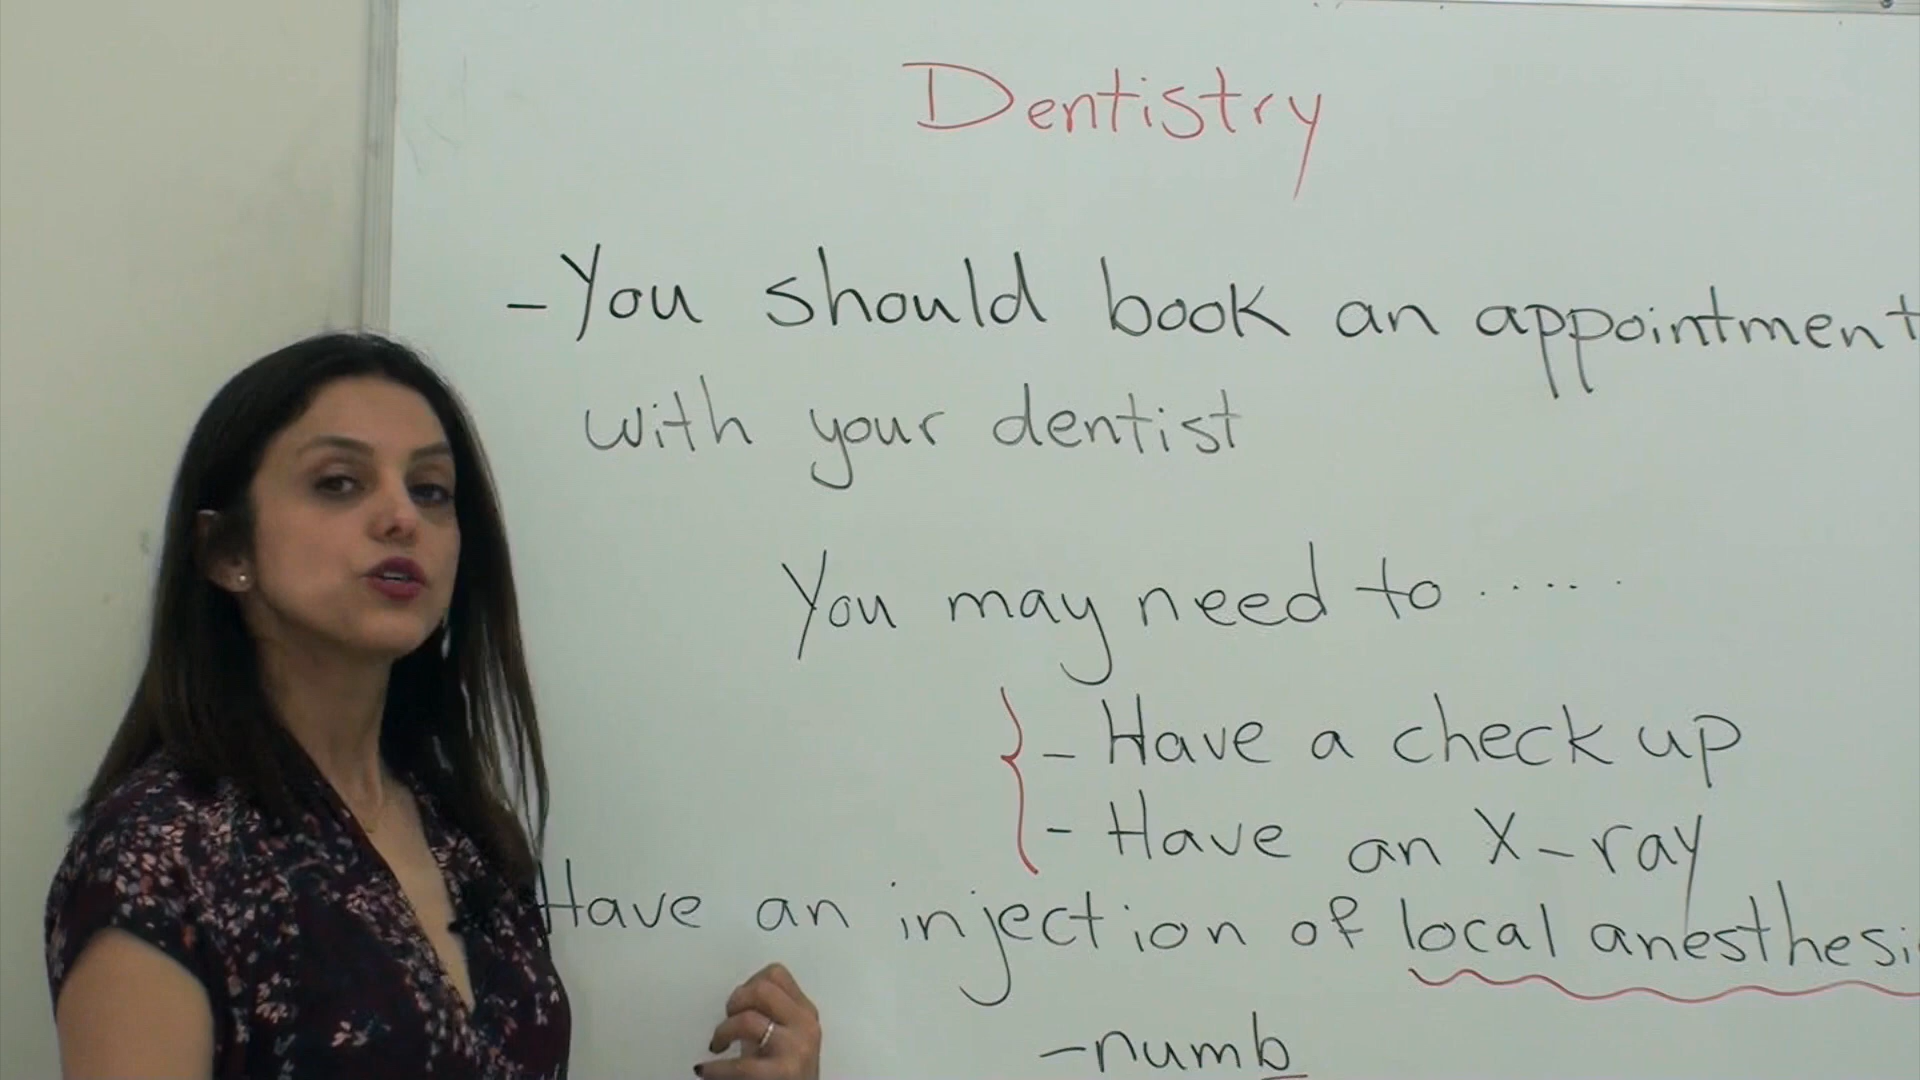 Dentistry
- You should book an appointment
with your dentist
You may need to .....
- Have a check up
- Have an X-ray
Have an injection of local anesthesi
- numb